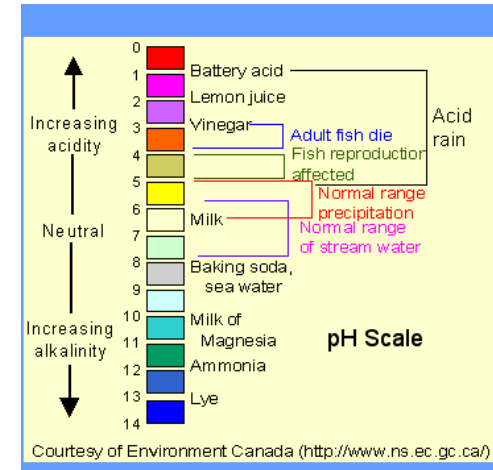 0
1
Battery acid
2
Lemon juice
Increasing
acidity
3
Vinegar
Adult fish die
Acid
rain
4
Fish reproduction
affected
5
Normal range
precipitation
6
Milk
Neutral
7
Normal range
of stream water
8
Baking soda,
sea water
9
10
Milk of
Magnesia
Increasing
alkalinity
11
pH Scale
Ammonia
12
13
Lye
14
Courtesy of Environment Canada (http://www.ns.ec.gc.ca/)